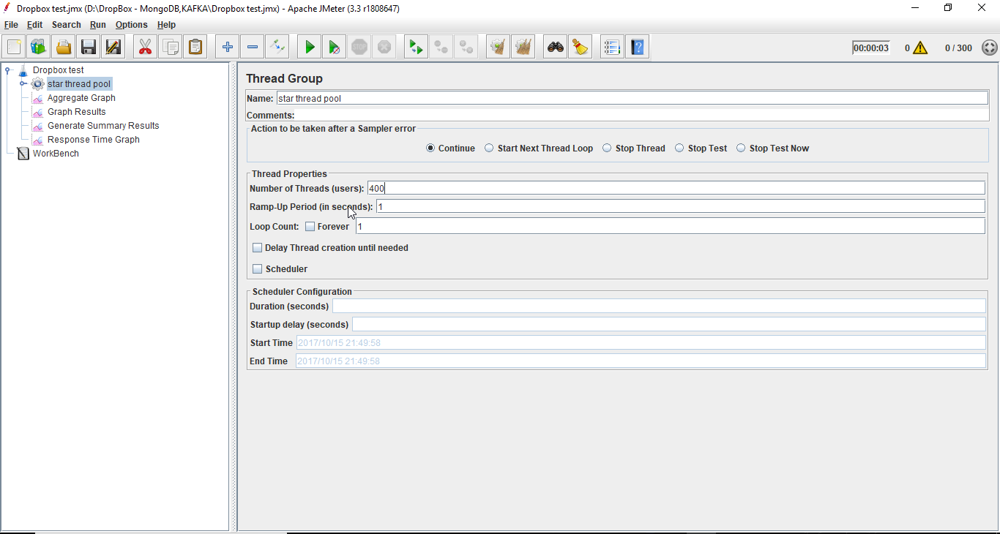 Dropbox test.jmx (D:\DropBox - MongoDB,KAFKA\Dropbox test.jmx) - Apache JMeter (3.3 r1808647)
File Edit Search Run Options Help
STOP 00:00:03 0 0 / 300
Dropbox test
star thread pool
Aggregate Graph
Graph Results
Generate Summary Results
Response Time Graph
WorkBench
Thread Group
Name: star thread pool
Comments:
Action to be taken after a Sampler error
Continue Start Next Thread Loop Stop Thread Stop Test Stop Test Now
Thread Properties
Number of Threads (users): 400
Ramp-Up Period (in seconds): 1
Loop Count: Forever 1
Delay Thread creation until needed
Scheduler
Scheduler Configuration
Duration (seconds)
Startup delay (seconds)
Start Time 2017/10/15 21:49:58
End Time 2017/10/15 21:49:58